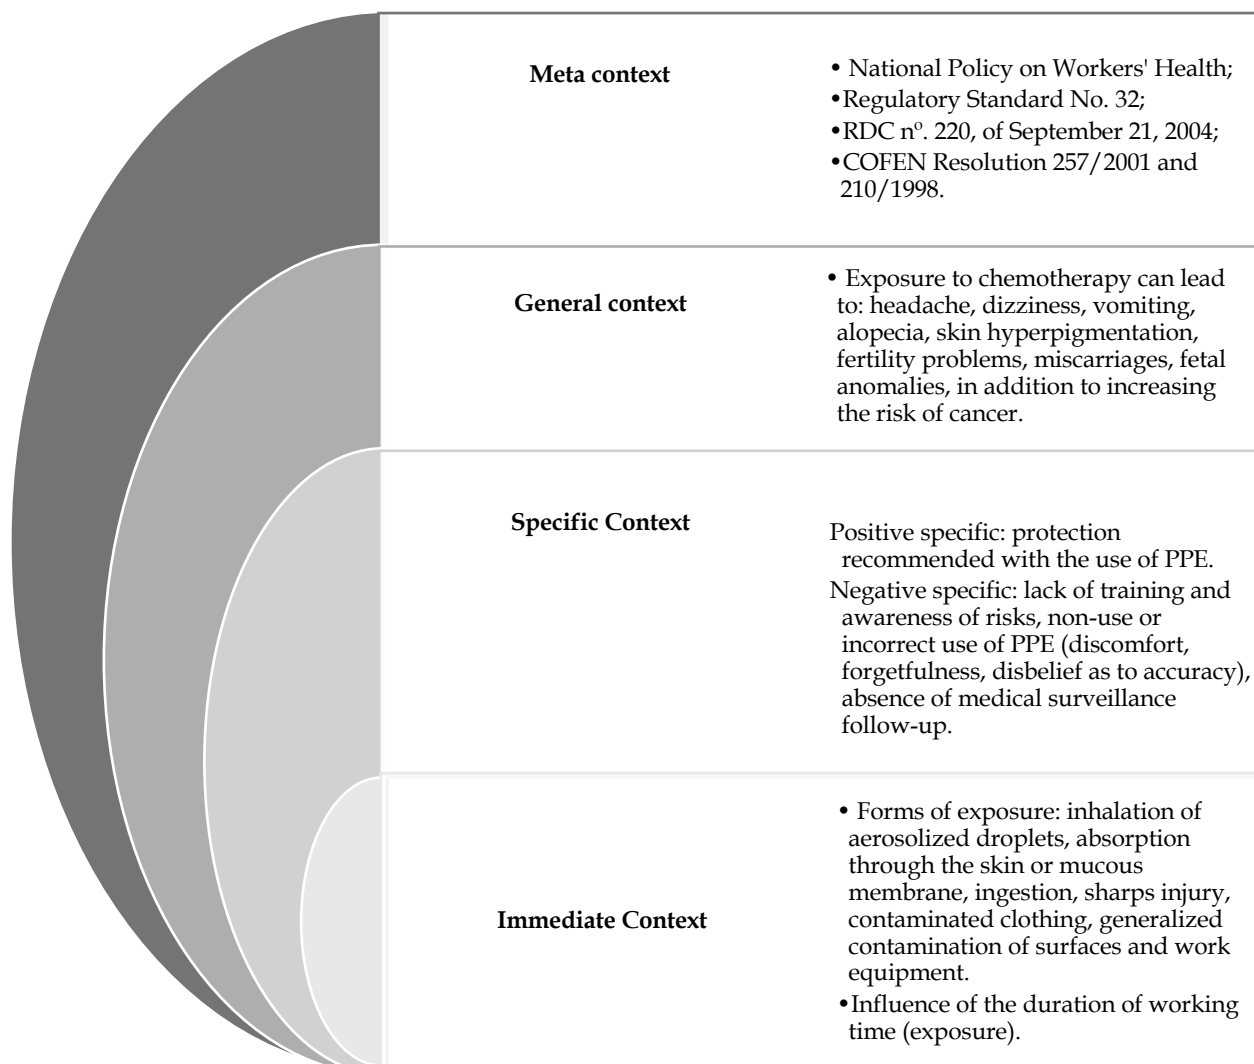 Meta context
• National Policy on Workers' Health;
•Regulatory Standard No. 32;
•RDC nº. 220, of September 21, 2004;
•COFEN Resolution 257/2001 and
210/1998.
General context
• Exposure to chemotherapy can lead
to: headache, dizziness, vomiting,
alopecia, skin hyperpigmentation,
fertility problems, miscarriages, fetal
anomalies, in addition to increasing
the risk of cancer.
Specific Context
Positive specific: protection
recommended with the use of PPE.
Negative specific: lack of training and
awareness of risks, non-use or
incorrect use of PPE (discomfort,
forgetfulness, disbelief as to accuracy),
absence of medical surveillance
follow-up.
Immediate Context
• Forms of exposure: inhalation of
aerosolized droplets, absorption
through the skin or mucous
membrane, ingestion, sharps injury,
contaminated clothing, generalized
contamination of surfaces and work
equipment.
•Influence of the duration of working
time (exposure).